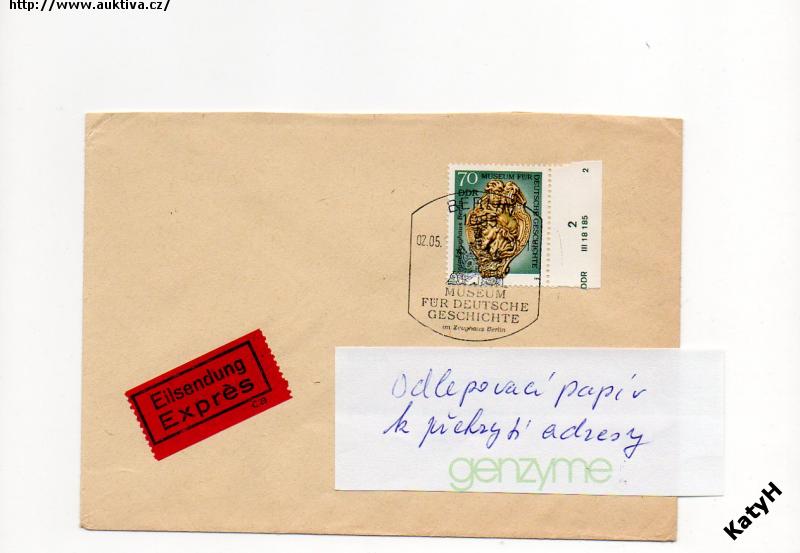 http://www.auktiva.cz/
70 MUSEUM FÜR
DEUTSCHE GESCHICHTE
DDR
2
2
III 18 185
DDR
BERLIN
02.05.
MUSEUM
FÜR DEUTSCHE
GESCHICHTE
im Zeughaus Berlin
Eilsendung
Exprès
Odlepovací papír
k překrytí adresy
genzyme
KatyH